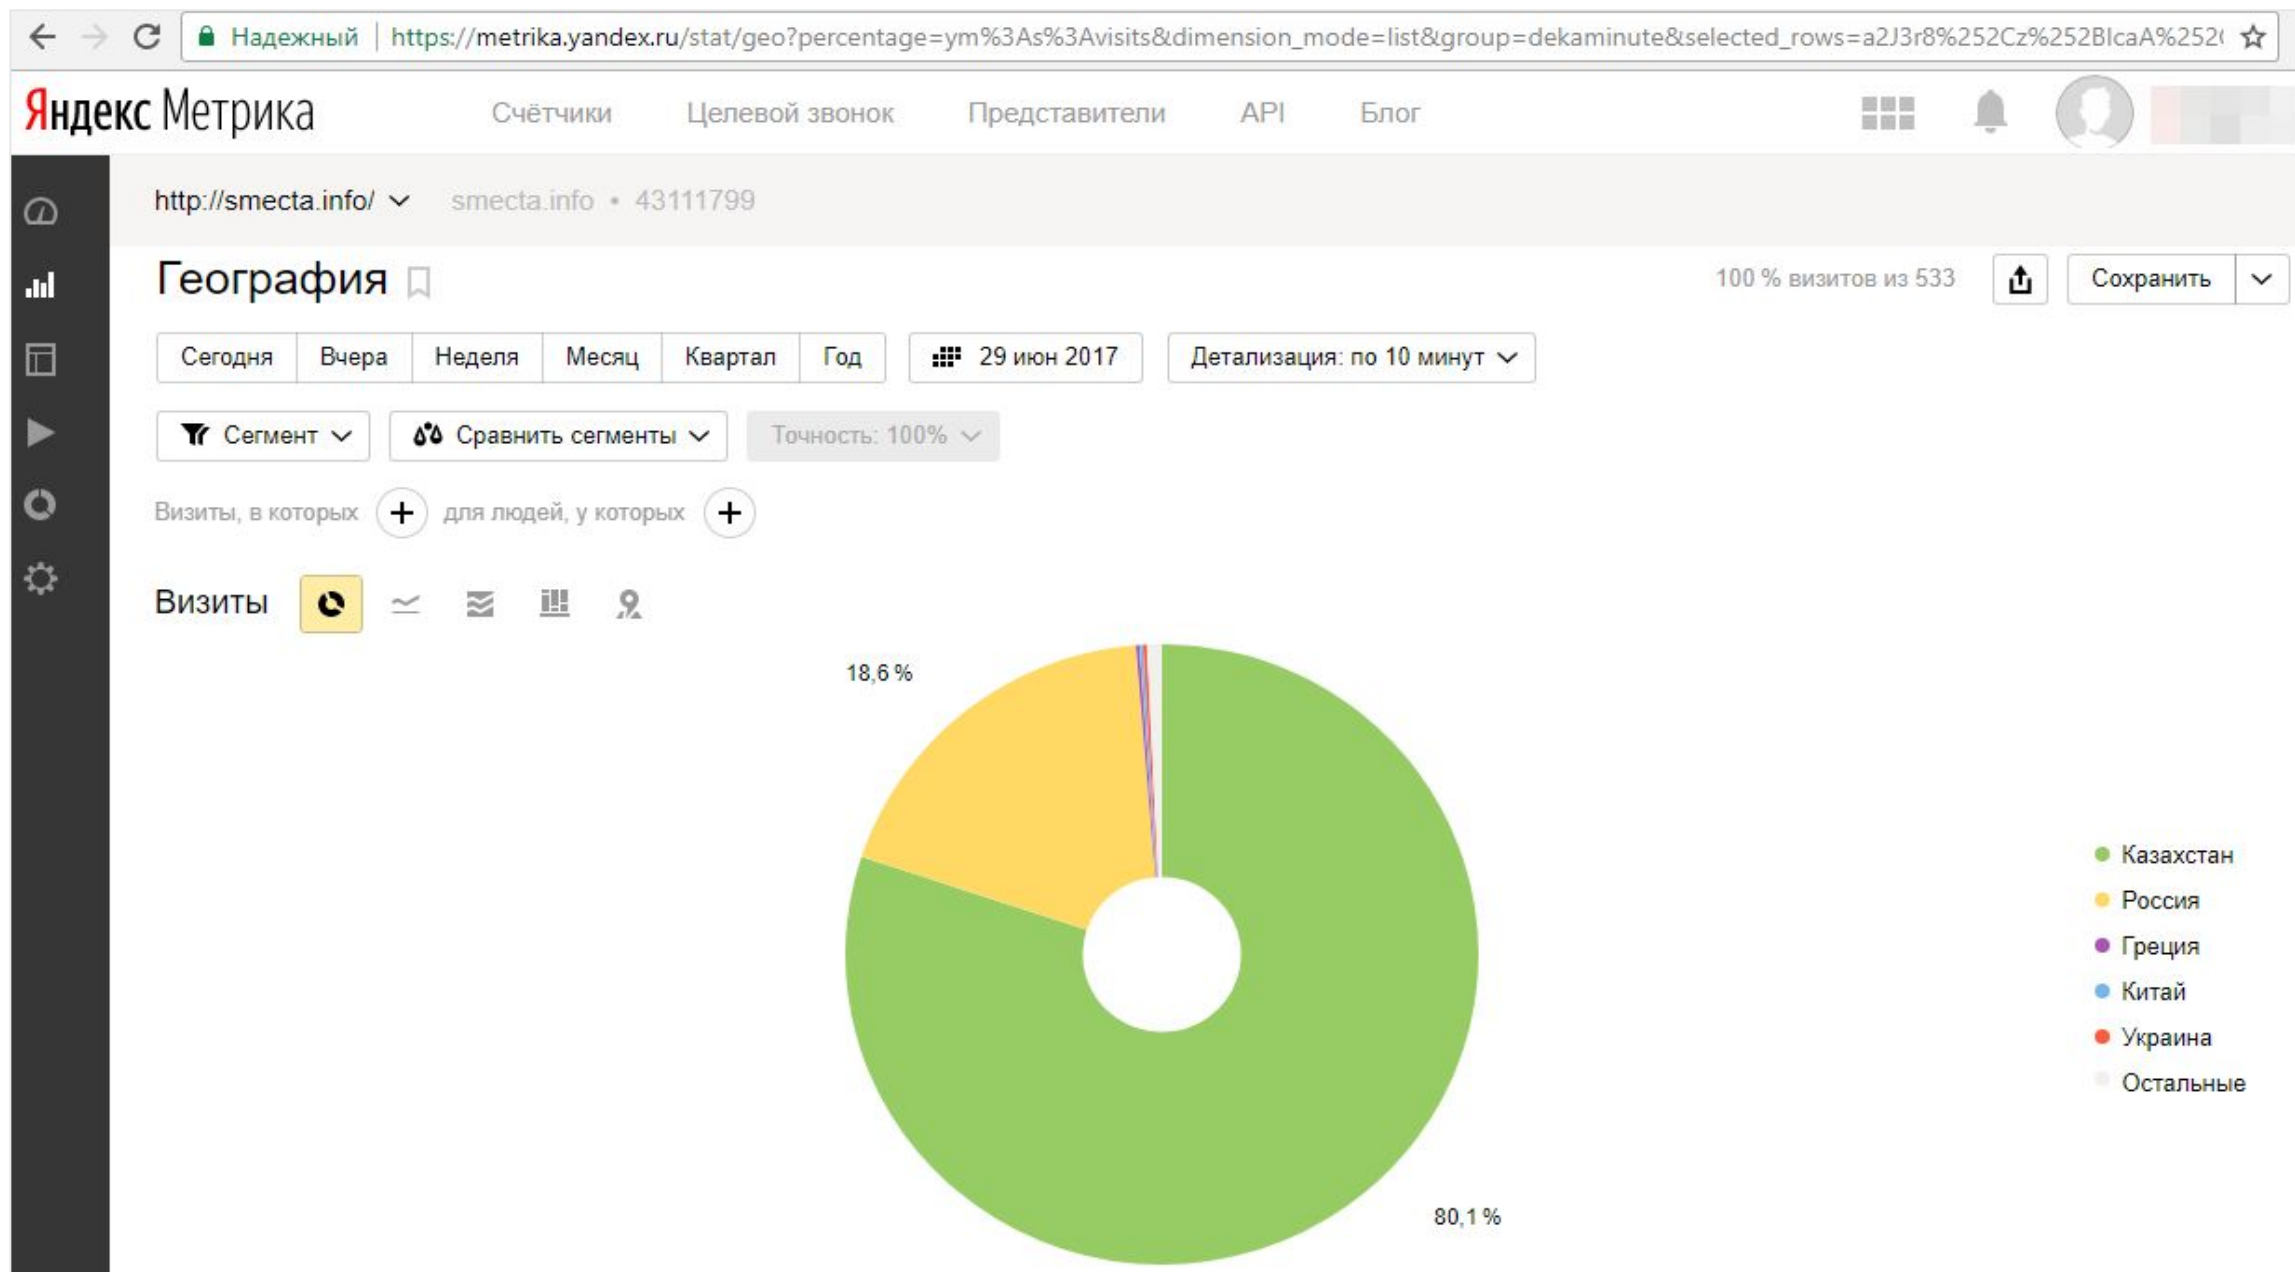 Надежный | https://metrika.yandex.ru/stat/geo?percentage=ym%3As%3Avisits&dimension_mode=list&group=dekaminute&selected_rows=a2J3r8%252Cz%252BIcaA%252
Яндекс Метрика Счётчики Целевой звонок Представители API Блог
http://smecta.info/ smecta.info • 43111799
География 100 % визитов из 533 Сохранить
Сегодня Вчера Неделя Месяц Квартал Год 29 июн 2017 Детализация: по 10 минут
Сегмент Сравнить сегменты Точность: 100%
Визиты, в которых + для людей, у которых +
Визиты
18,6 %
Казахстан
Россия
Греция
Китай
Украина
Остальные
80,1 %